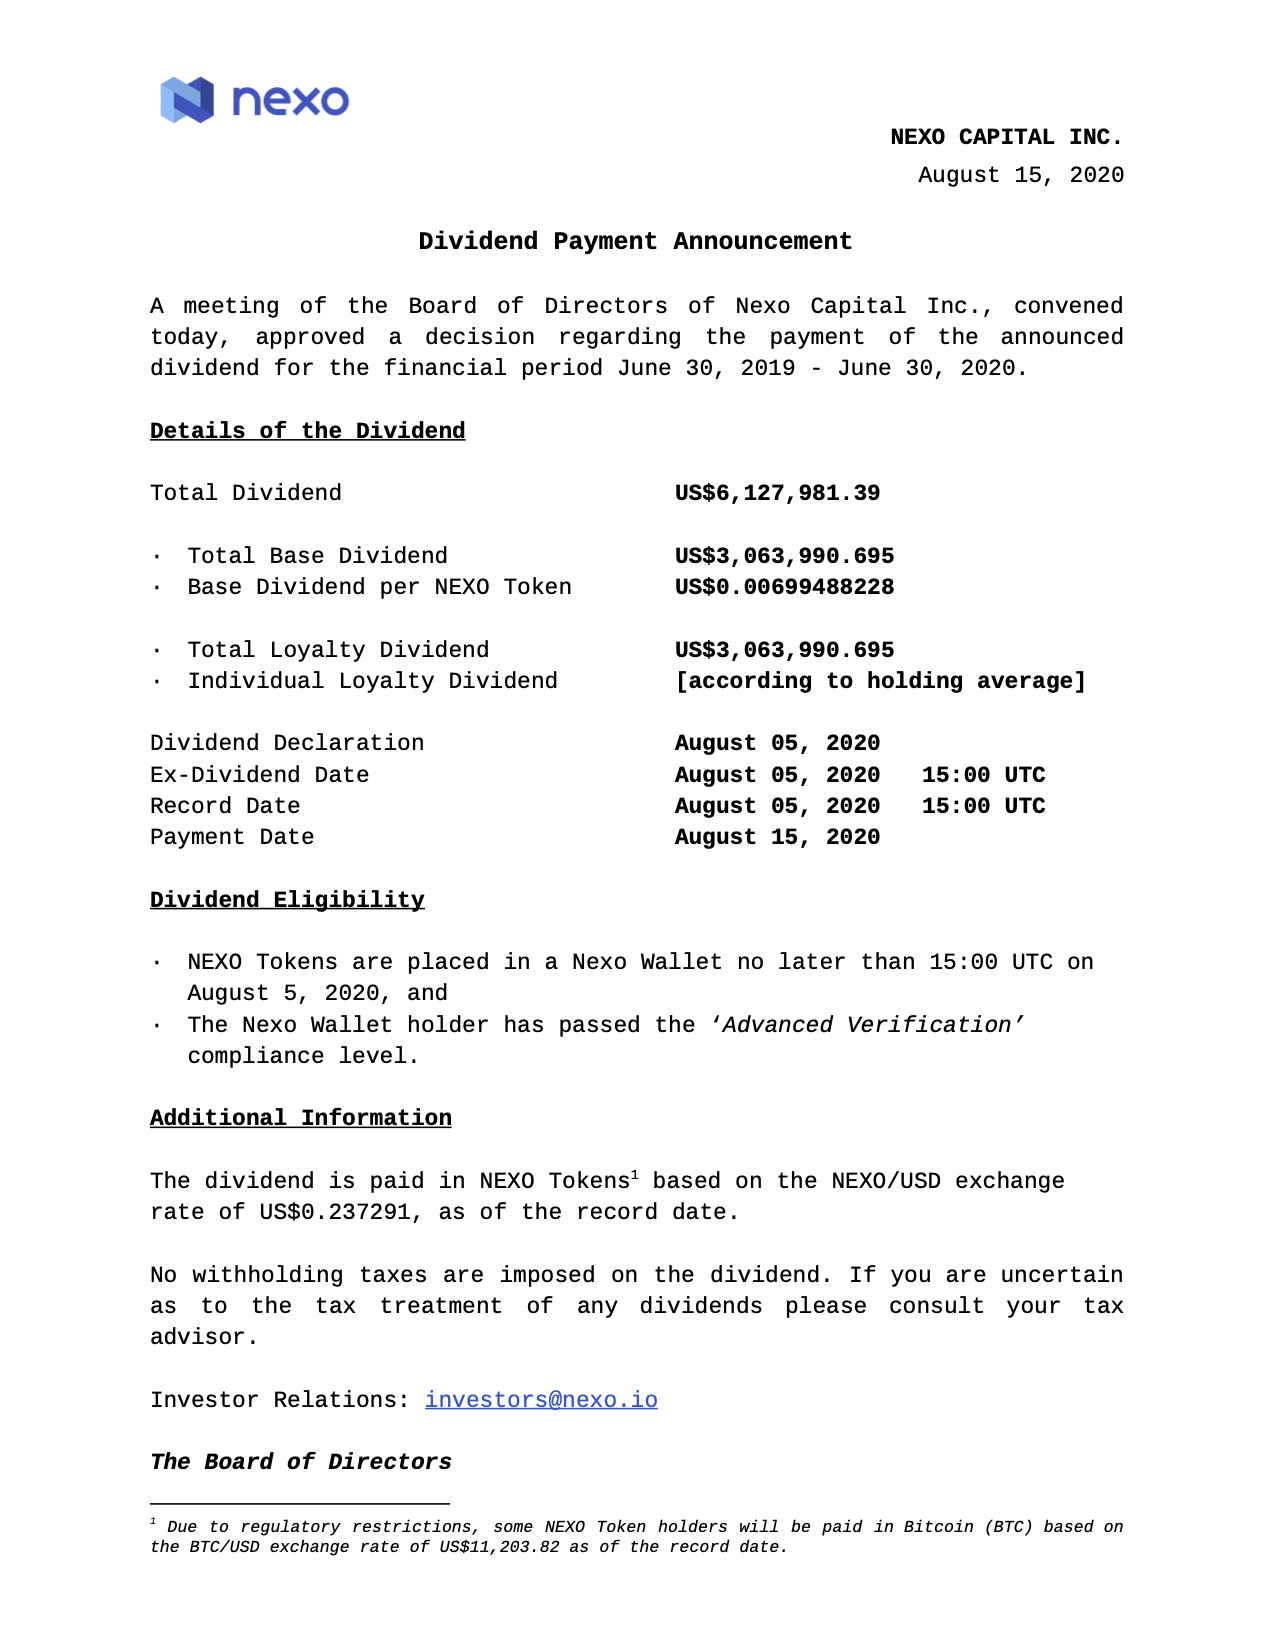 nexo
NEXO CAPITAL INC.
August 15, 2020
Dividend Payment Announcement
A meeting of the Board of Directors of Nexo Capital Inc., convened
today, approved a decision regarding the payment of the announced
dividend for the financial period June 30, 2019 - June 30, 2020.
Details of the Dividend
Total Dividend US$6,127,981.39
· Total Base Dividend US$3,063,990.695
· Base Dividend per NEXO Token US$0.00699488228
· Total Loyalty Dividend US$3,063,990.695
· Individual Loyalty Dividend [according to holding average]
Dividend Declaration August 05, 2020
Ex-Dividend Date August 05, 2020 15:00 UTC
Record Date August 05, 2020 15:00 UTC
Payment Date August 15, 2020
Dividend Eligibility
· NEXO Tokens are placed in a Nexo Wallet no later than 15:00 UTC on
August 5, 2020, and
· The Nexo Wallet holder has passed the ‘Advanced Verification’
compliance level.
Additional Information
The dividend is paid in NEXO Tokens¹ based on the NEXO/USD exchange
rate of US$0.237291, as of the record date.
No withholding taxes are imposed on the dividend. If you are uncertain
as to the tax treatment of any dividends please consult your tax
advisor.
Investor Relations: investors@nexo.io
The Board of Directors
¹ Due to regulatory restrictions, some NEXO Token holders will be paid in Bitcoin (BTC) based on
the BTC/USD exchange rate of US$11,203.82 as of the record date.